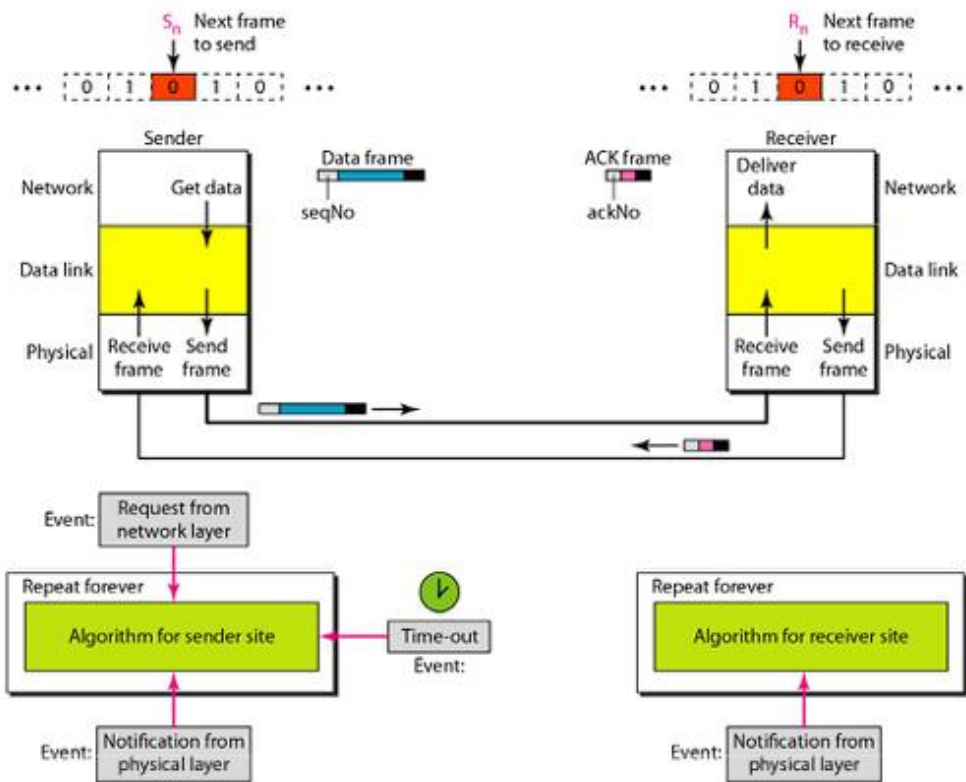 Sn Next frame
to send
Rn Next frame
to receive
... 0 1 0 1 0 ...
... 0 1 0 1 0 ...
Sender
Receiver
Data frame
ACK frame
Network
Get data
seqNo
ackNo
Deliver
data
Network
Data link
Data link
Physical
Receive
frame
Send
frame
Receive
frame
Send
frame
Physical
Event:
Request from
network layer
Repeat forever
Algorithm for sender site
Time-out
Event:
Repeat forever
Algorithm for receiver site
Event:
Notification from
physical layer
Event:
Notification from
physical layer